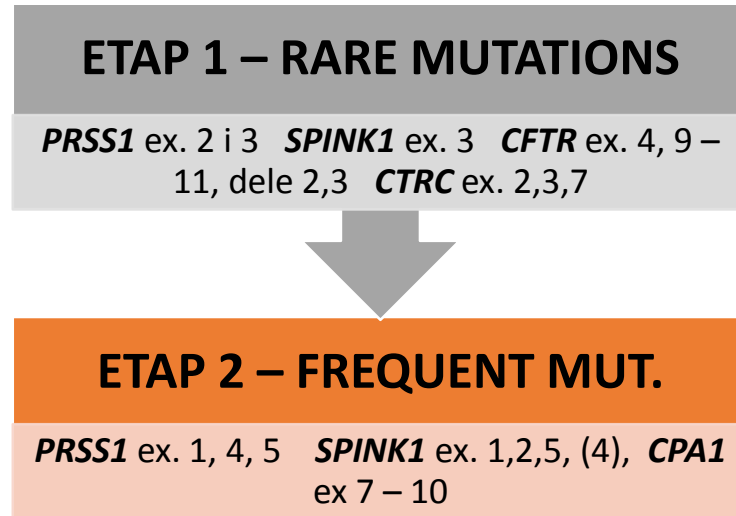 ETAP 1 – RARE MUTATIONS
PRSS1 ex. 2 i 3 SPINK1 ex. 3 CFTR ex. 4, 9 –
11, dele 2,3 CTRC ex. 2,3,7
ETAP 2 – FREQUENT MUT.
PRSS1 ex. 1, 4, 5 SPINK1 ex. 1,2,5, (4), CPA1
ex 7 – 10